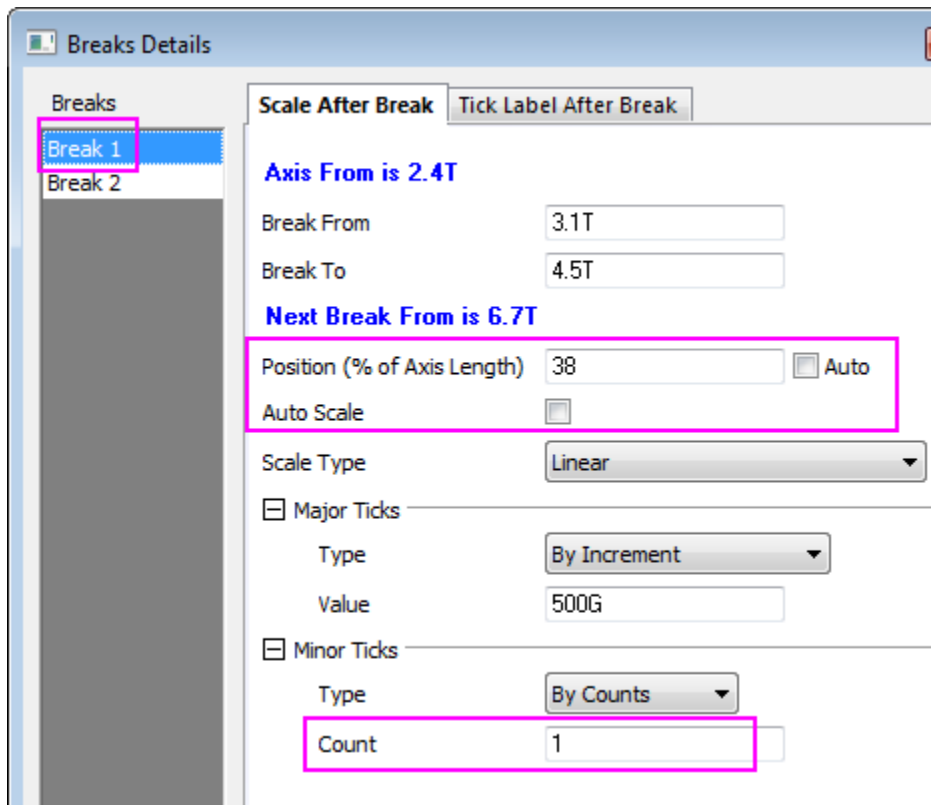 Breaks Details
Breaks
Scale After Break Tick Label After Break
Break 1
Break 2
Axis From is 2.4T
Break From 3.1T
Break To 4.5T
Next Break From is 6.7T
Position (% of Axis Length) 38 Auto
Auto Scale
Scale Type Linear
Major Ticks
Type By Increment
Value 500G
Minor Ticks
Type By Counts
Count 1